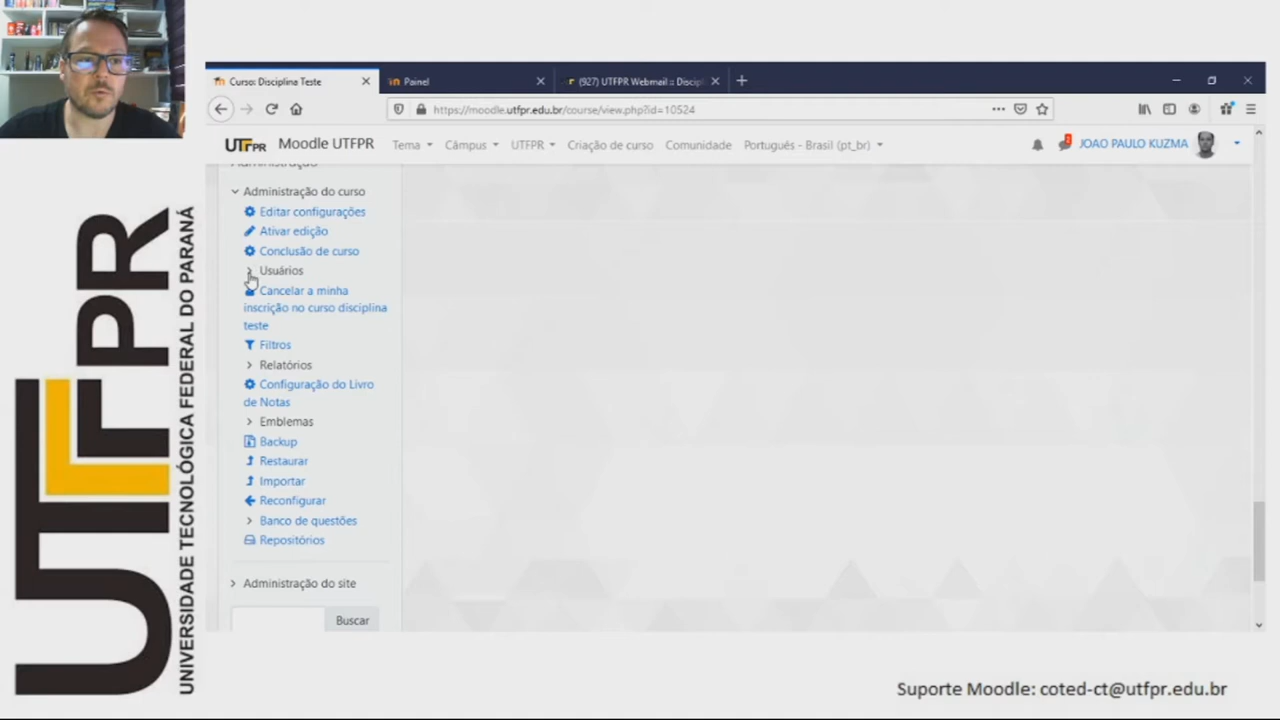 Curso: Disciplina Teste
Painel
(927) UTFPR Webmail :: Discipl
https://moodle.utfpr.edu.br/course/view.php?id=10524
UTFPR
Moodle UTFPR
Tema
Câmpus
UTFPR
Criação de curso
Comunidade
Português - Brasil (pt_br)
JOAO PAULO KUZMA
Administração
Administração do curso
Editar configurações
Ativar edição
Conclusão de curso
Usuários
Cancelar a minha
inscrição no curso disciplina
teste
Filtros
Relatórios
Configuração do Livro
de Notas
Emblemas
Backup
Restaurar
Importar
Reconfigurar
Banco de questões
Repositórios
Administração do site
Buscar
UTFPR
UNIVERSIDADE TECNOLÓGICA FEDERAL DO PARANÁ
Suporte Moodle: coted-ct@utfpr.edu.br